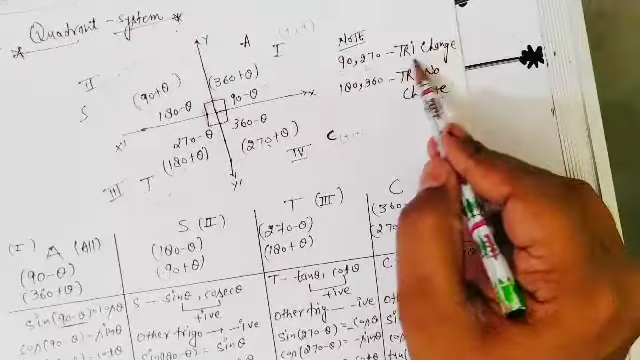 Quadrant-system
Y
A
I
(+,+)
Note
90, 270 - TRi Change
180, 360 - TRi No
Change
II
S
(90+θ)
(360+θ)
180-θ
90-θ
X'
X
270-θ
360-θ
(180+θ)
(270+θ)
III T
IV
C
Y'
(I) A (All)
(90-θ)
(360+θ)
S (II)
(180-θ)
(90+θ)
T (III)
(270-θ)
(180+θ)
C
(360
(270
S - sinθ, cosecθ
+ive
Other trigo -ive
T - tanθ, cotθ
+ive
Other trig - -ive
C -
sin(90-θ)=
cos(90-θ)=sinθ
sin(180-θ) = sinθ
sin(270-θ)=-cosθ
cos(270-θ)=-sinθ